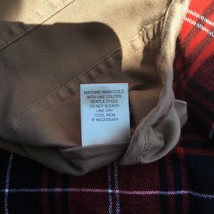 MACHINE WASH COLD
WITH LIKE COLORS
GENTLE CYCLE
DO NOT BLEACH
LINE DRY
COOL IRON
IF NECESSARY